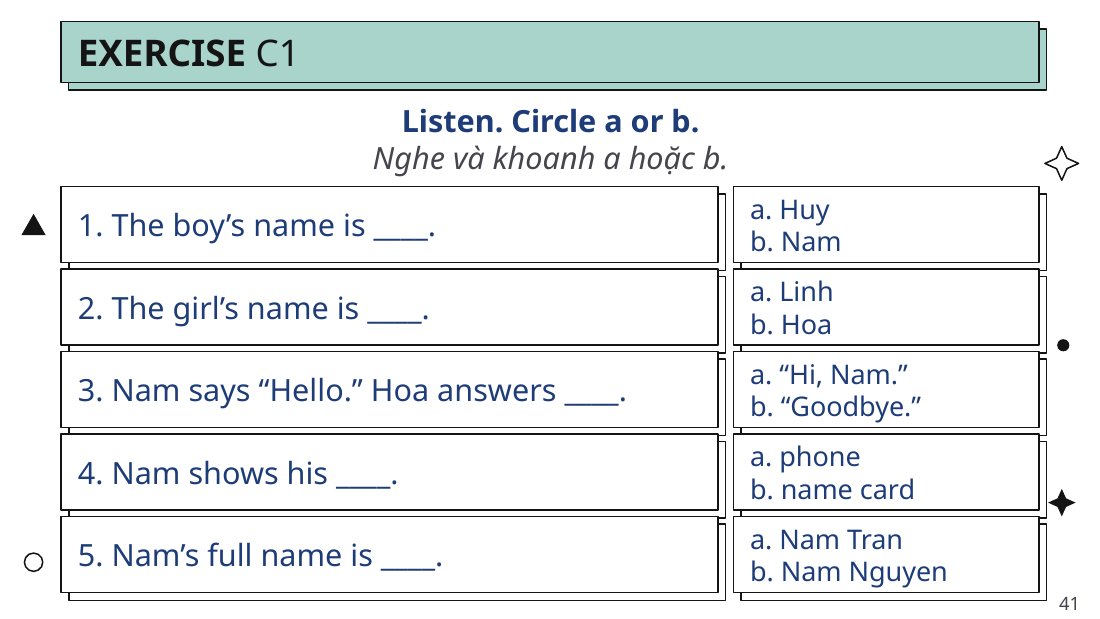 EXERCISE C1
Listen. Circle a or b.
Nghe và khoanh a hoặc b.
1. The boy’s name is ____.
a. Huy
b. Nam
2. The girl’s name is ____.
a. Linh
b. Hoa
3. Nam says “Hello.” Hoa answers ____.
a. “Hi, Nam.”
b. “Goodbye.”
4. Nam shows his ____.
a. phone
b. name card
5. Nam’s full name is ____.
a. Nam Tran
b. Nam Nguyen
41